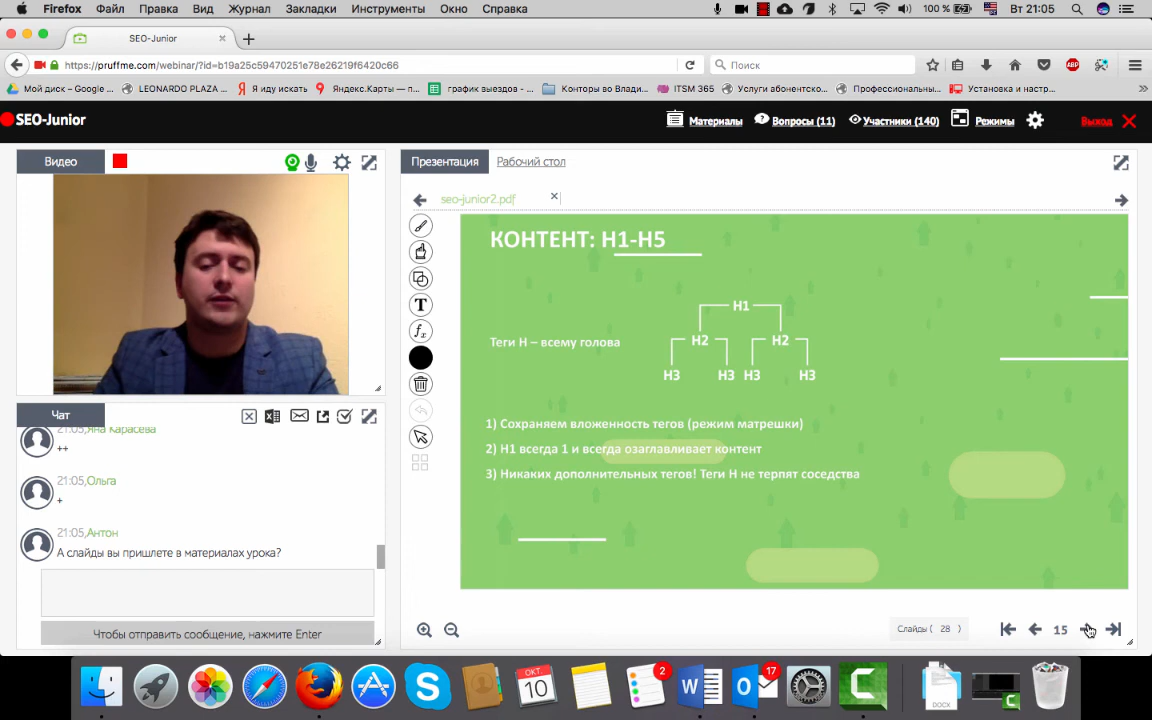 Firefox Файл Правка Вид Журнал Закладки Инструменты Окно Справка 100 % Вт 21:05
SEO-Junior
https://pruffme.com/webinar/?id=b19a25c59470251e78e26219f6420c66
Поиск
Мой диск – Google ... LEONARDO PLAZA ... Я иду искать Яндекс.Карты — п... график выездов - ... Конторы во Влади... ITSM 365 Услуги абонентско... Профессиональны... Установка и настр...
SEO-Junior Материалы Вопросы (11) Участники (140) Режимы Выход
Видео
Презентация Рабочий стол
seo-junior2.pdf
КОНТЕНТ: H1-H5
H1
Теги H – всему голова
H2 H2
H3 H3 H3 H3
1) Сохраняем вложенность тегов (режим матрешки)
2) H1 всегда 1 и всегда озаглавливает контент
3) Никаких дополнительных тегов! Теги H не терпят соседства
Чат
21:05,Яна Карасева
++
21:05,Ольга
+
21:05,Антон
А слайды вы пришлете в материалах урока?
Чтобы отправить сообщение, нажмите Enter
Слайды ( 28 )
15
ОКТ
10
2
17
DOCX